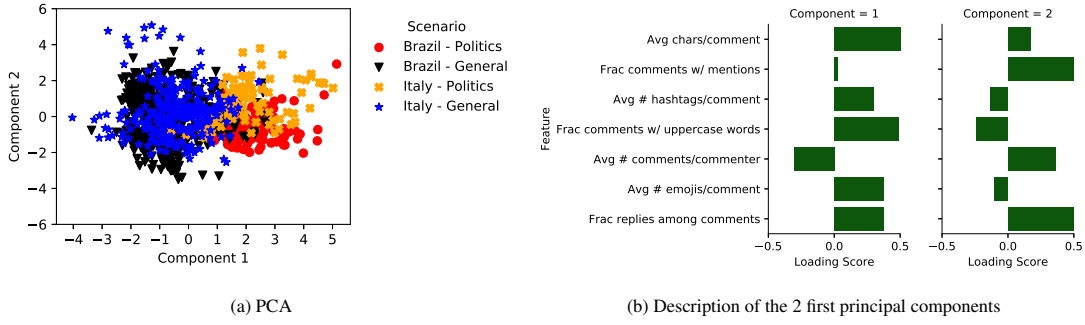 6
4
2
0
−2
−4
−6
Component 2
−4 −3 −2 −1 0 1 2 3 4 5
Component 1
Scenario
Brazil - Politics
Brazil - General
Italy - Politics
Italy - General
(a) PCA
Component = 1
Component = 2
Feature
Avg chars/comment
Frac comments w/ mentions
Avg # hashtags/comment
Frac comments w/ uppercase words
Avg # comments/commenter
Avg # emojis/comment
Frac replies among comments
−0.5 0.0 0.5
Loading Score
−0.5 0.0 0.5
Loading Score
(b) Description of the 2 first principal components